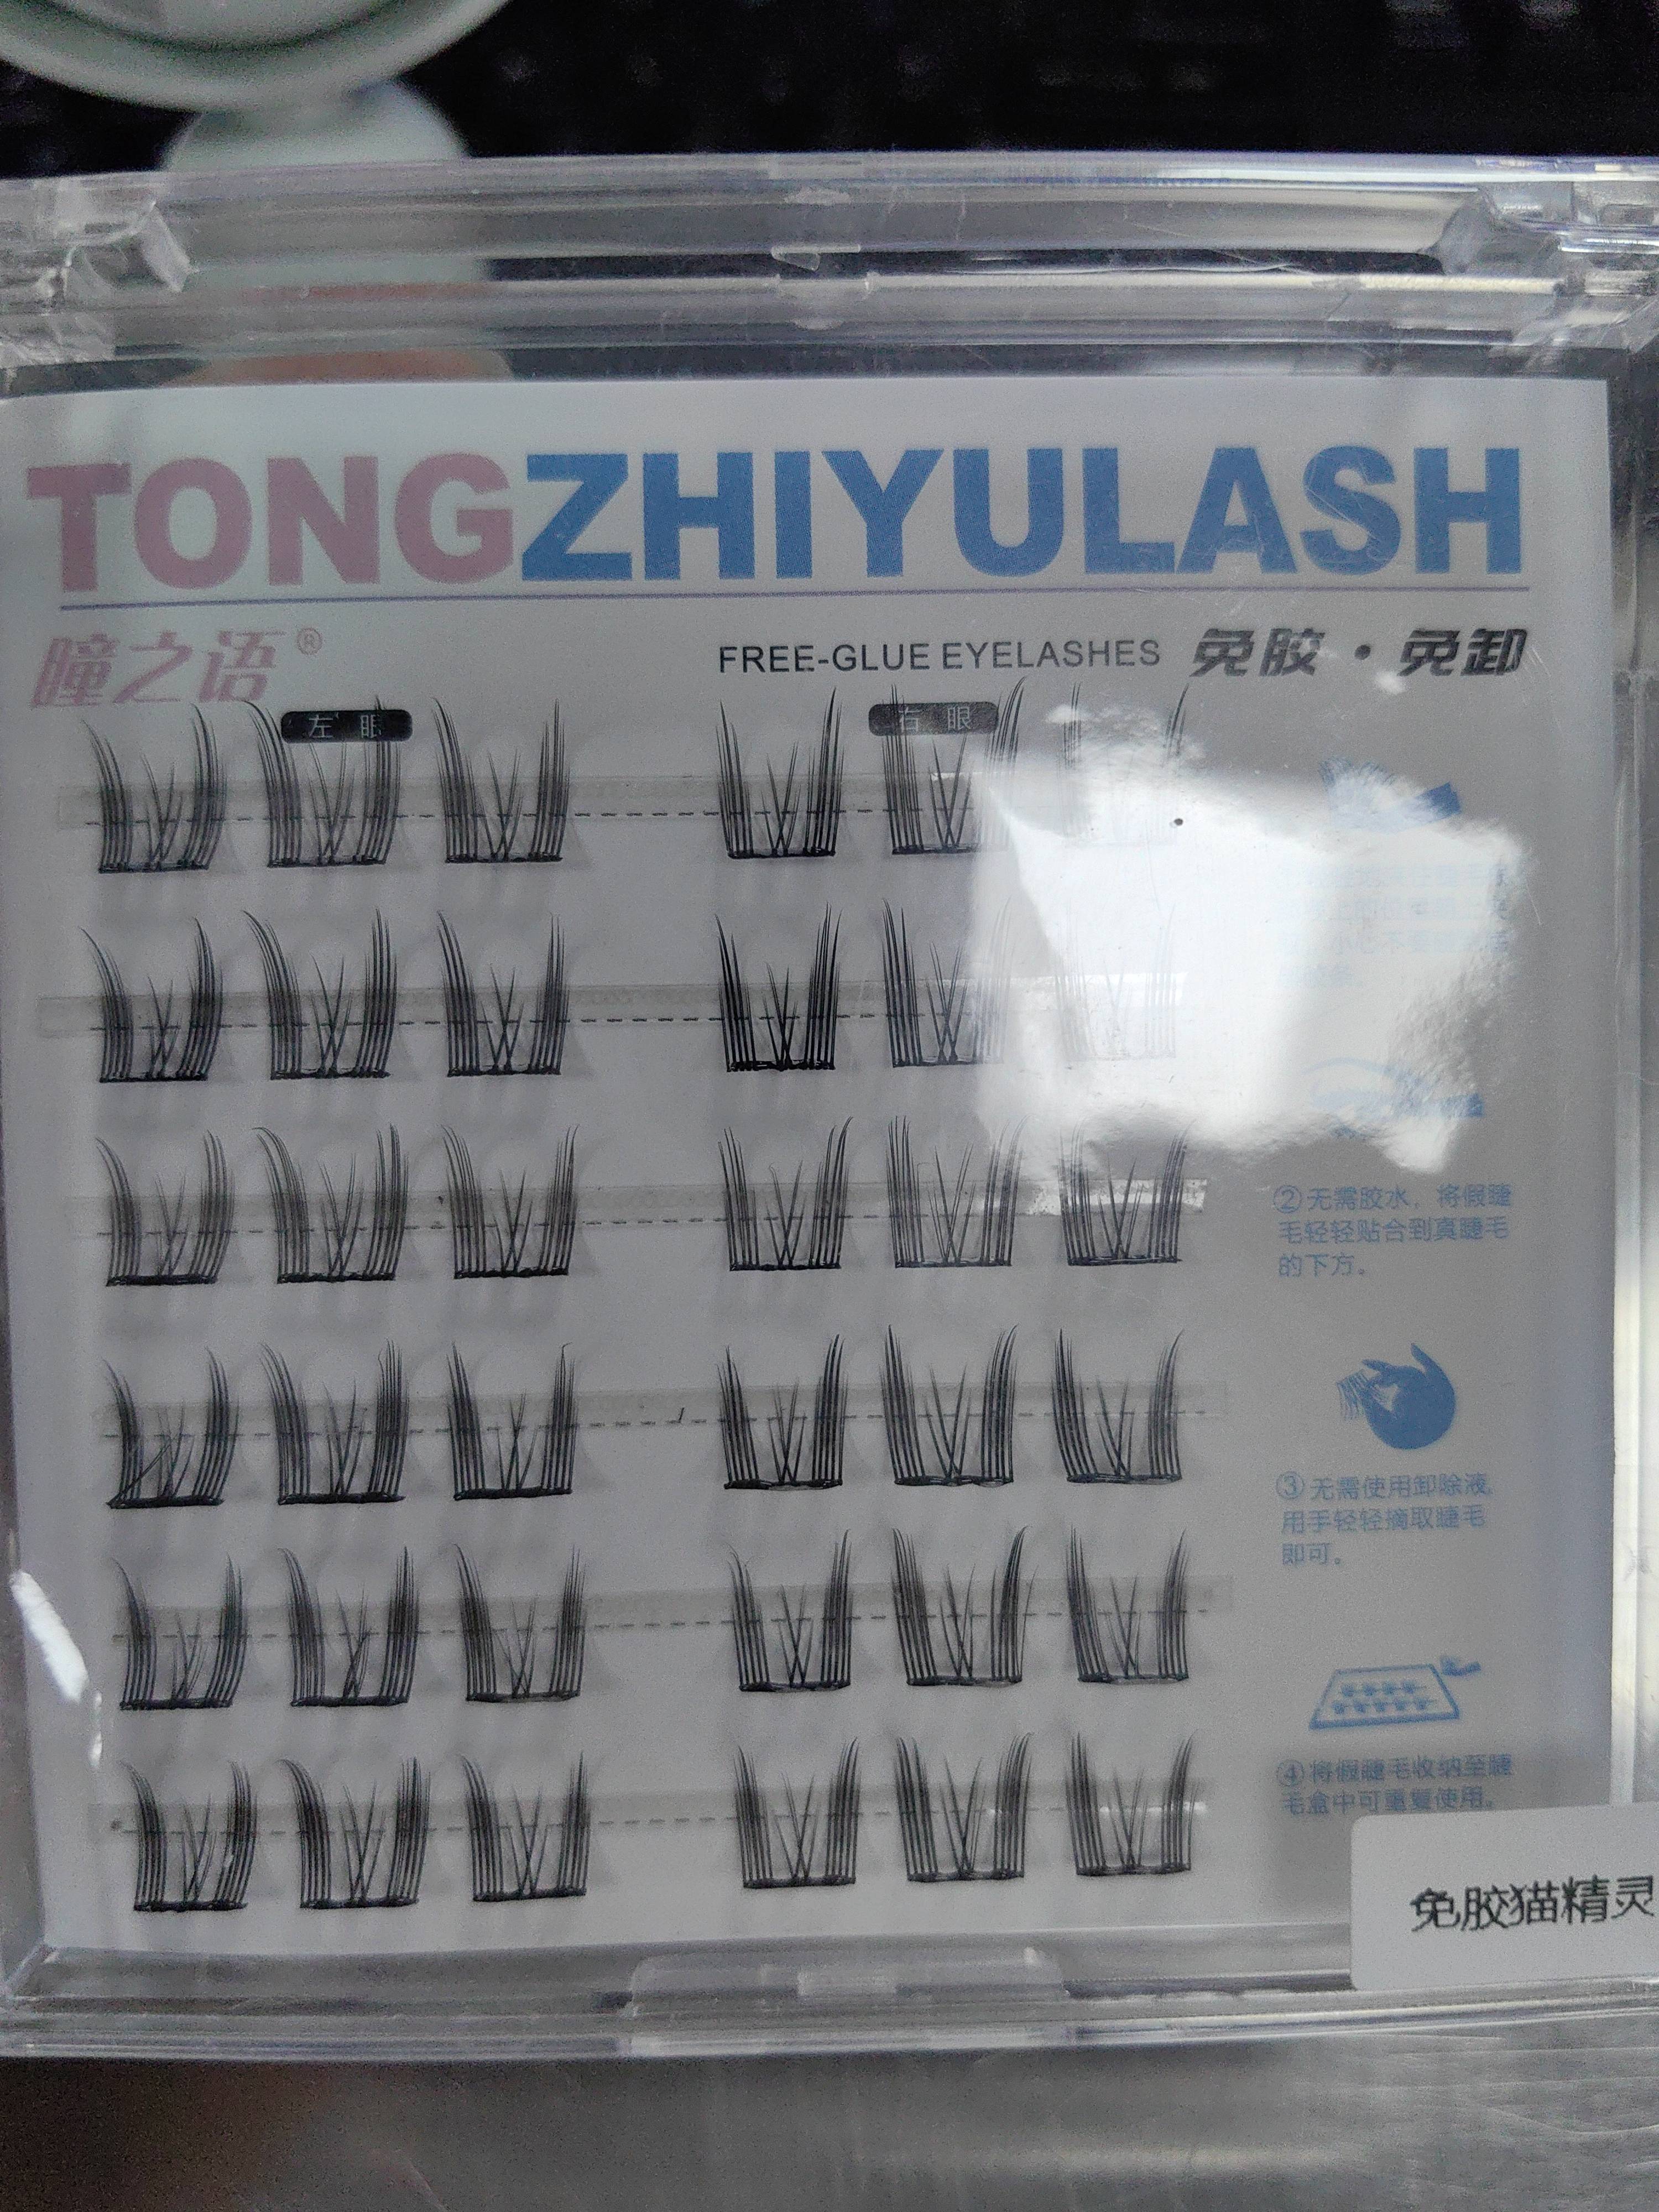 TONGZHIYULASH
瞳之语®
FREE-GLUE EYELASHES 免胶·免卸
左 眼
右 眼
②无需胶水，将假睫
毛轻轻贴合到真睫毛
的下方。
③无需使用卸除液,
用手轻轻摘取睫毛
即可。
④将假睫毛收纳至睫
毛盒中可重复使用。
免胶猫精灵